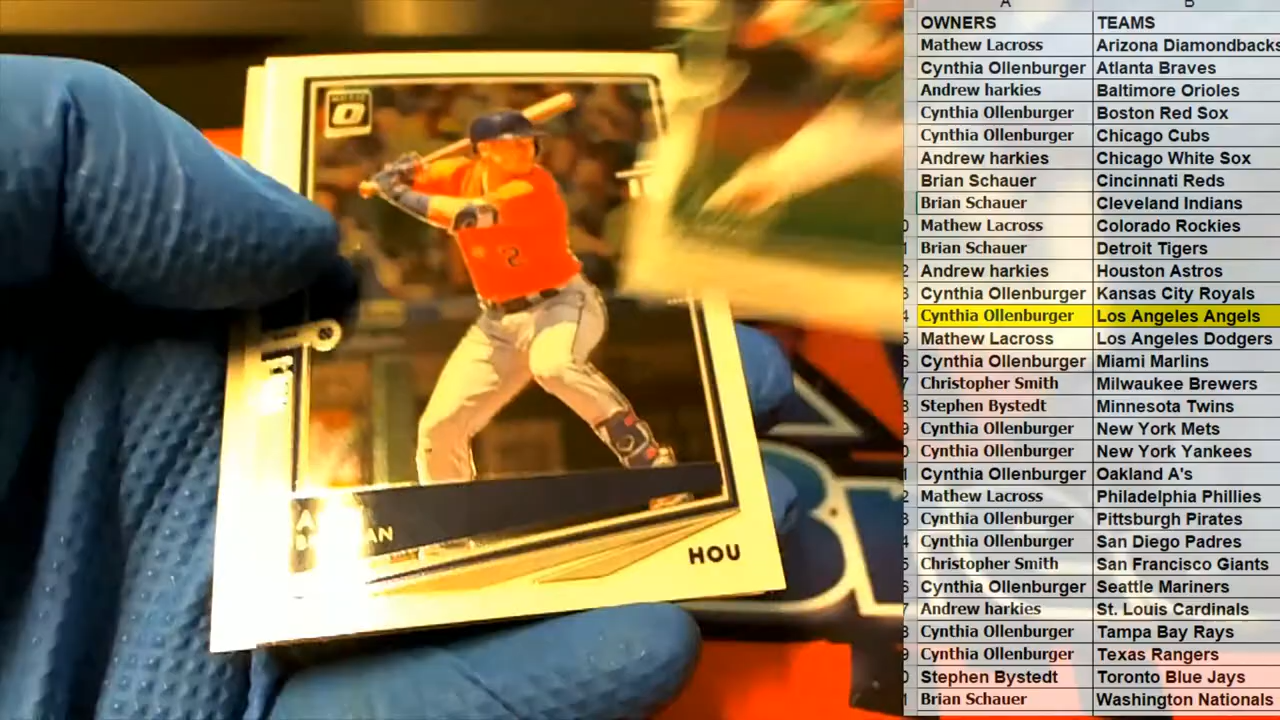 A B
OWNERS TEAMS
Mathew Lacross Arizona Diamondbacks
Cynthia Ollenburger Atlanta Braves
Andrew harkies Baltimore Orioles
Cynthia Ollenburger Boston Red Sox
Cynthia Ollenburger Chicago Cubs
Andrew harkies Chicago White Sox
Brian Schauer Cincinnati Reds
Brian Schauer Cleveland Indians
Mathew Lacross Colorado Rockies
Brian Schauer Detroit Tigers
Andrew harkies Houston Astros
Cynthia Ollenburger Kansas City Royals
Cynthia Ollenburger Los Angeles Angels
Mathew Lacross Los Angeles Dodgers
Cynthia Ollenburger Miami Marlins
Christopher Smith Milwaukee Brewers
Stephen Bystedt Minnesota Twins
Cynthia Ollenburger New York Mets
Cynthia Ollenburger New York Yankees
Cynthia Ollenburger Oakland A's
Mathew Lacross Philadelphia Phillies
Cynthia Ollenburger Pittsburgh Pirates
Cynthia Ollenburger San Diego Padres
Christopher Smith San Francisco Giants
Cynthia Ollenburger Seattle Mariners
Andrew harkies St. Louis Cardinals
Cynthia Ollenburger Tampa Bay Rays
Cynthia Ollenburger Texas Rangers
Stephen Bystedt Toronto Blue Jays
Brian Schauer Washington Nationals
O
2
HOU